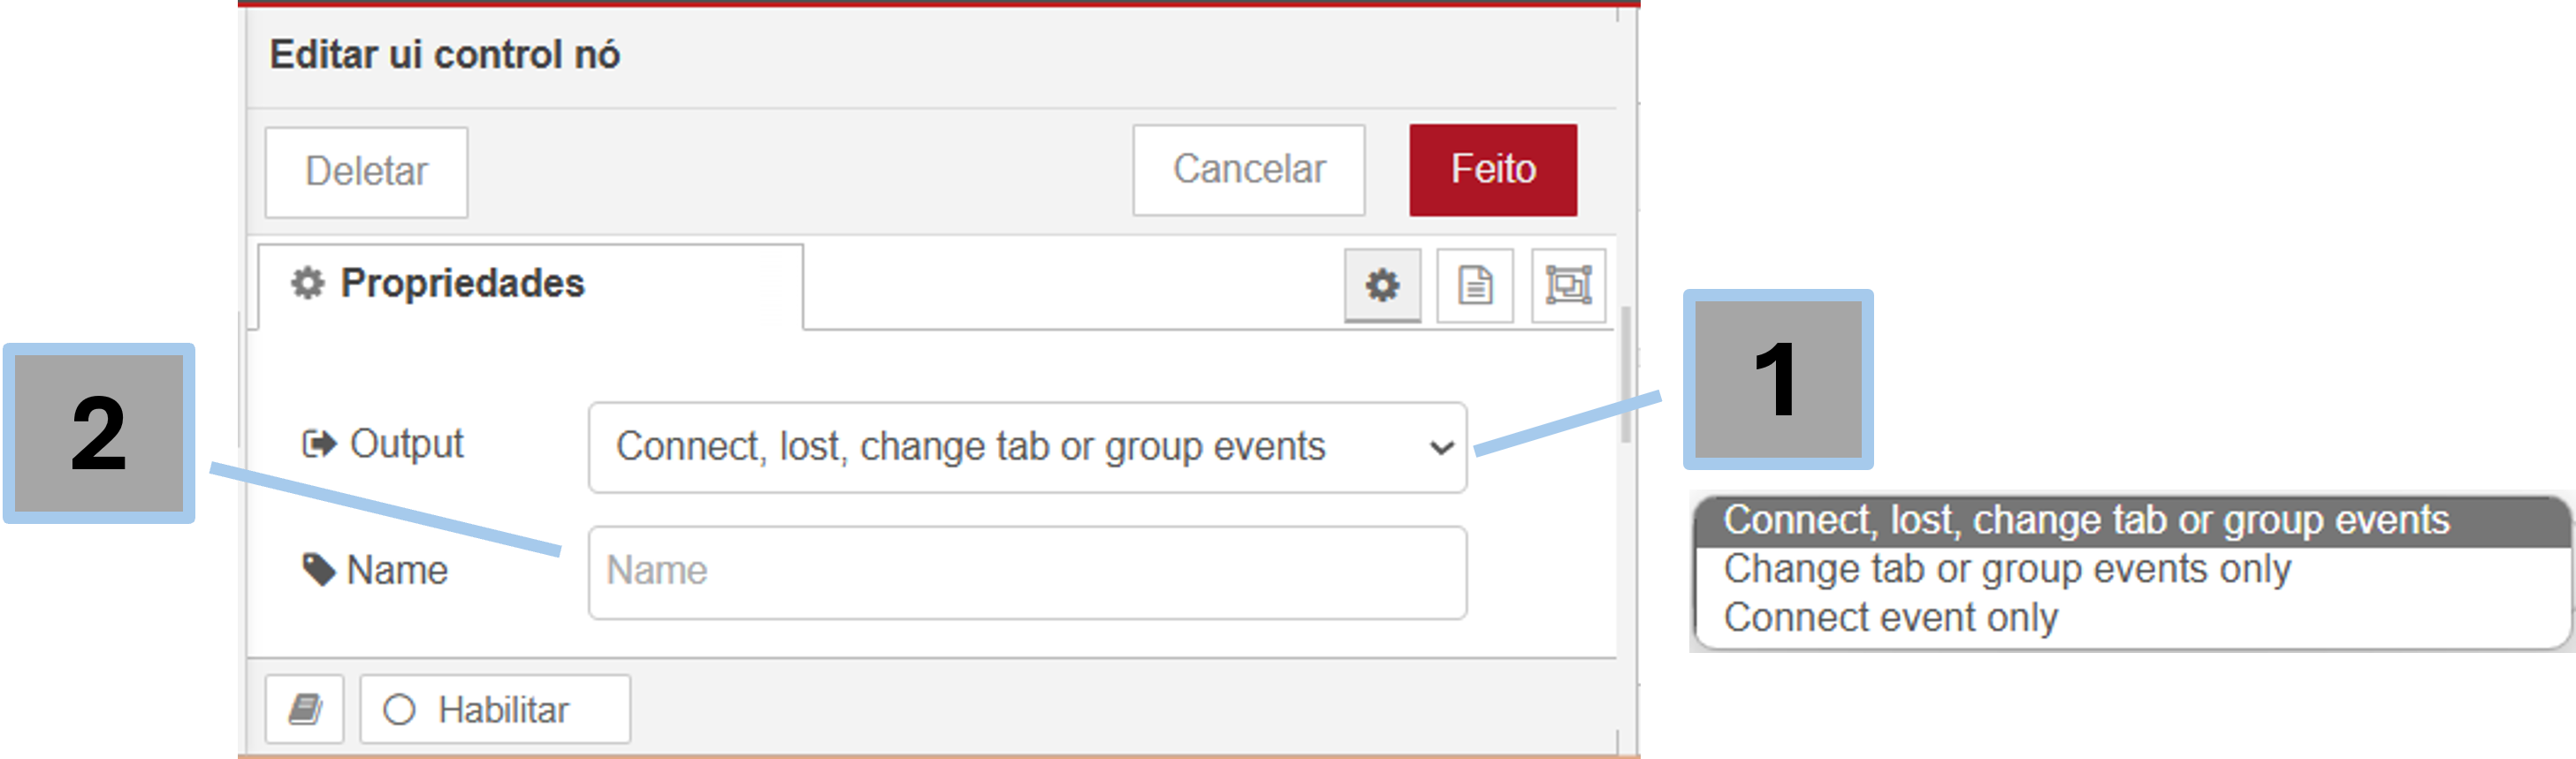 Editar ui control nó
Deletar
Cancelar
Feito
Propriedades
1
2
Output
Connect, lost, change tab or group events
Name
Name
Connect, lost, change tab or group events
Change tab or group events only
Connect event only
Habilitar